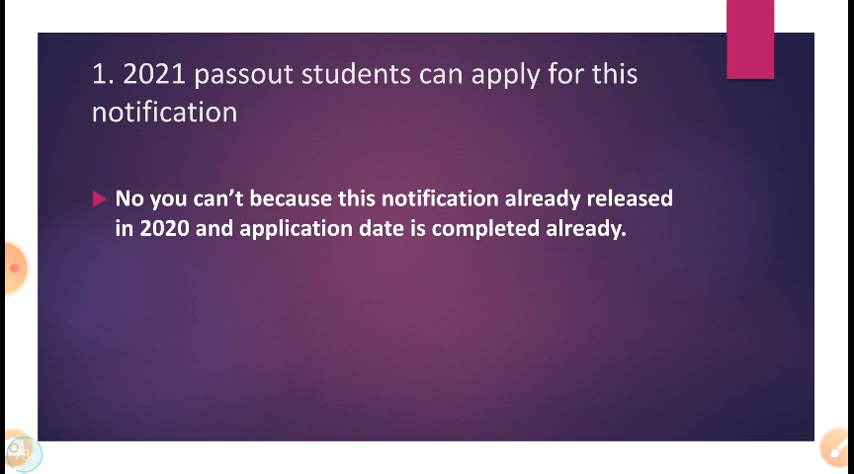 1. 2021 passout students can apply for this
notification
No you can’t because this notification already released
in 2020 and application date is completed already.